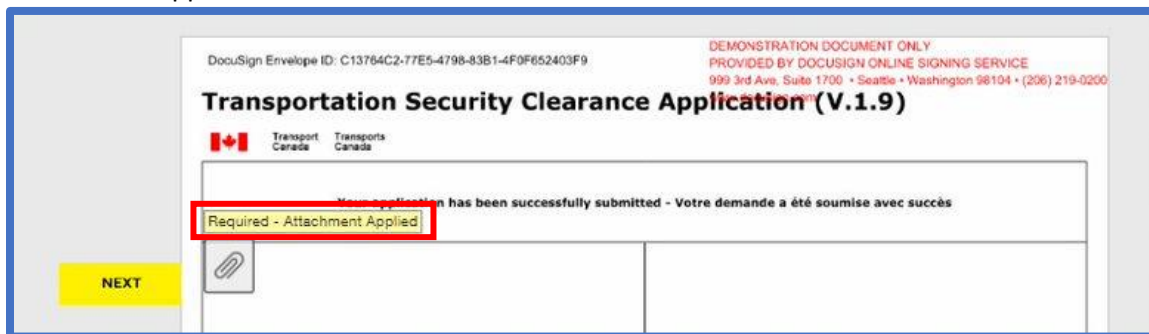 DocuSign Envelope ID: C13764C2-77E5-4798-83B1-4F0F652403F9
DEMONSTRATION DOCUMENT ONLY
PROVIDED BY DOCUSIGN ONLINE SIGNING SERVICE
999 3rd Ave, Suite 1700 • Seattle • Washington 98104 • (206) 219-0200
Transportation Security Clearance Application (V.1.9)
Transport Transports
Canada Canada
Your application has been successfully submitted - Votre demande a été soumise avec succès
Required - Attachment Applied
NEXT